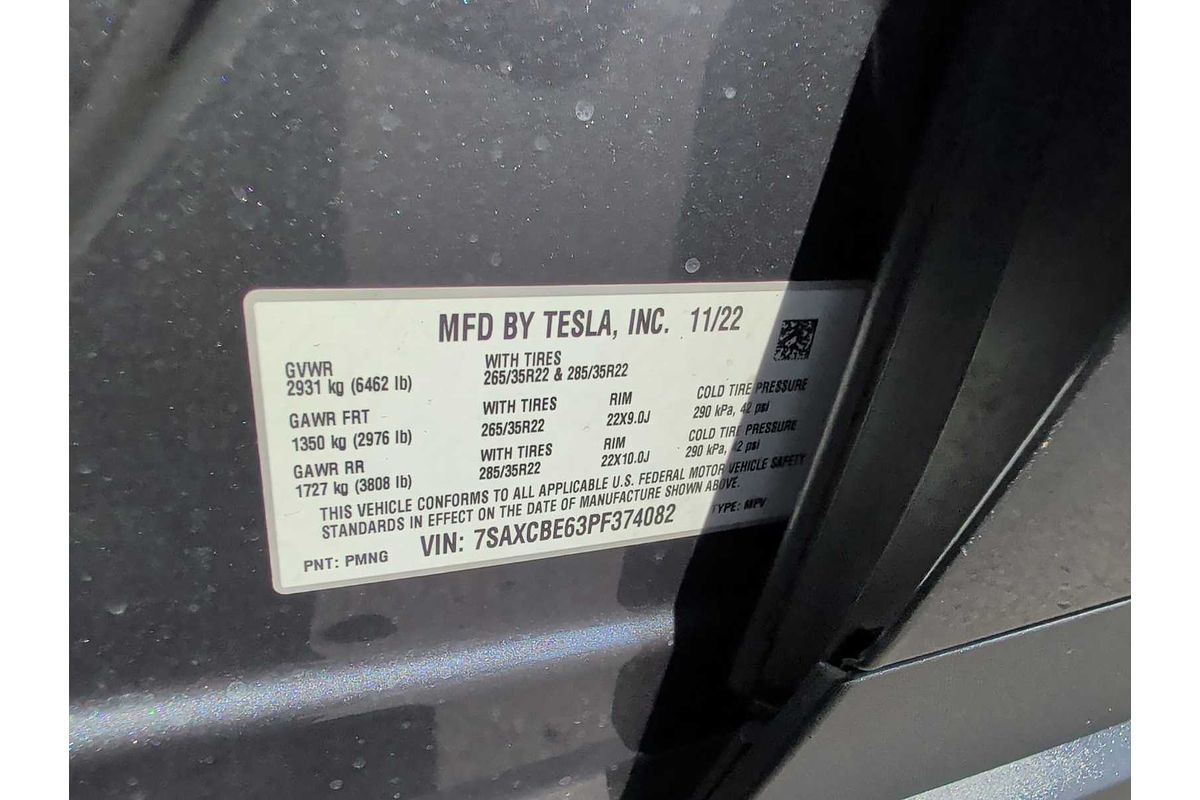 MFD BY TESLA, INC. 11/22
GVWR
2931 kg (6462 lb)
WITH TIRES
265/35R22 & 285/35R22
GAWR FRT
1350 kg (2976 lb)
WITH TIRES
265/35R22
RIM
22X9.0J
COLD TIRE PRESSURE
290 kPa, 42 psi
GAWR RR
1727 kg (3808 lb)
WITH TIRES
285/35R22
RIM
22X10.0J
COLD TIRE PRESSURE
290 kPa, 42 psi
THIS VEHICLE CONFORMS TO ALL APPLICABLE U.S. FEDERAL MOTOR VEHICLE SAFETY
STANDARDS IN EFFECT ON THE DATE OF MANUFACTURE SHOWN ABOVE.
PNT: PMNG
VIN: 7SAXCBE63PF374082
TYPE: MPV